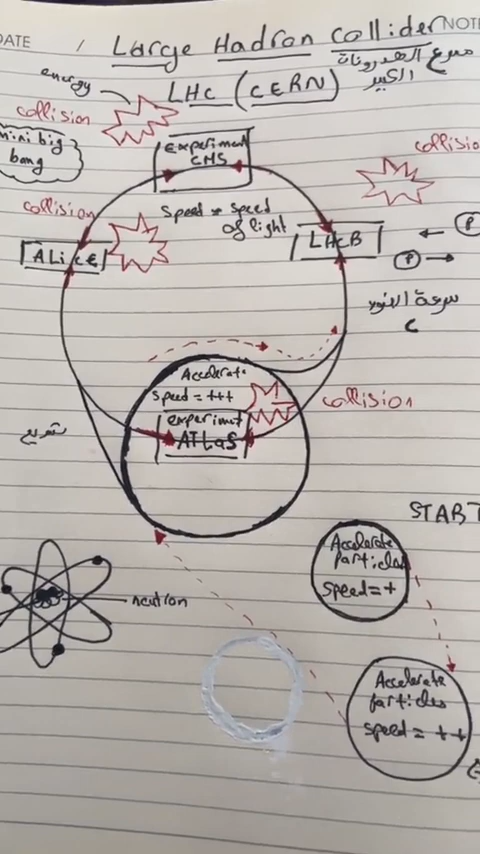 DATE / /
NOTE
Large Hadron Collider
مسرع الهدرونات
الكبير
LHC (CERN)
energy
collision
mini big
bang
experiment
CMS
collision
collision
Speed = speed
of light
ALiCE
LHCB
P
P
سرعة الضوء
C
Accelerate
Speed = +++
experiment
ATLAS
collision
تسريع
START
Accelerate
particles
Speed = +
neutron
Accelerate
particles
speed = ++